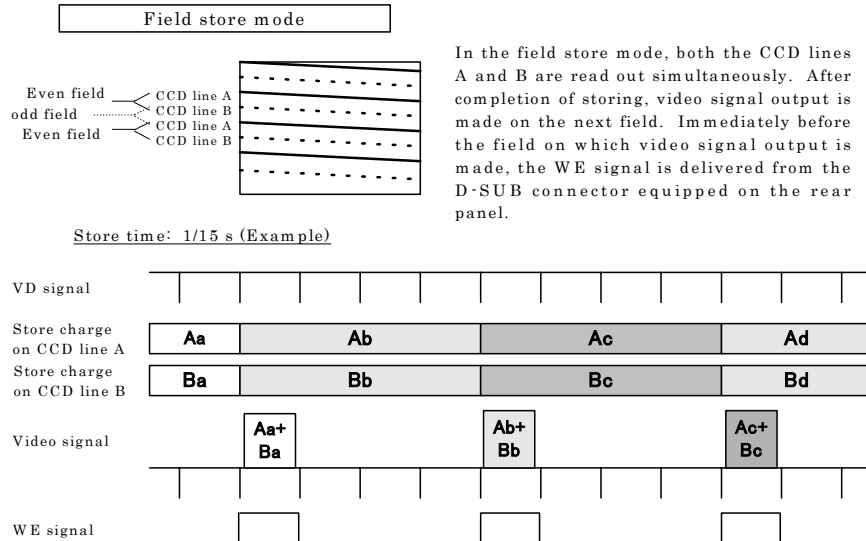 Field store mode
In the field store mode, both the CCD lines
A and B are read out simultaneously. After
completion of storing, video signal output is
made on the next field. Immediately before
the field on which video signal output is
made, the WE signal is delivered from the
D-SUB connector equipped on the rear
panel.
Even field
odd field
Even field
CCD line A
CCD line B
CCD line A
CCD line B
Store time: 1/15 s (Example)
VD signal
Store charge
on CCD line A
Aa Ab Ac Ad
Store charge
on CCD line B
Ba Bb Bc Bd
Video signal
Aa+
Ba
Ab+
Bb
Ac+
Bc
WE signal